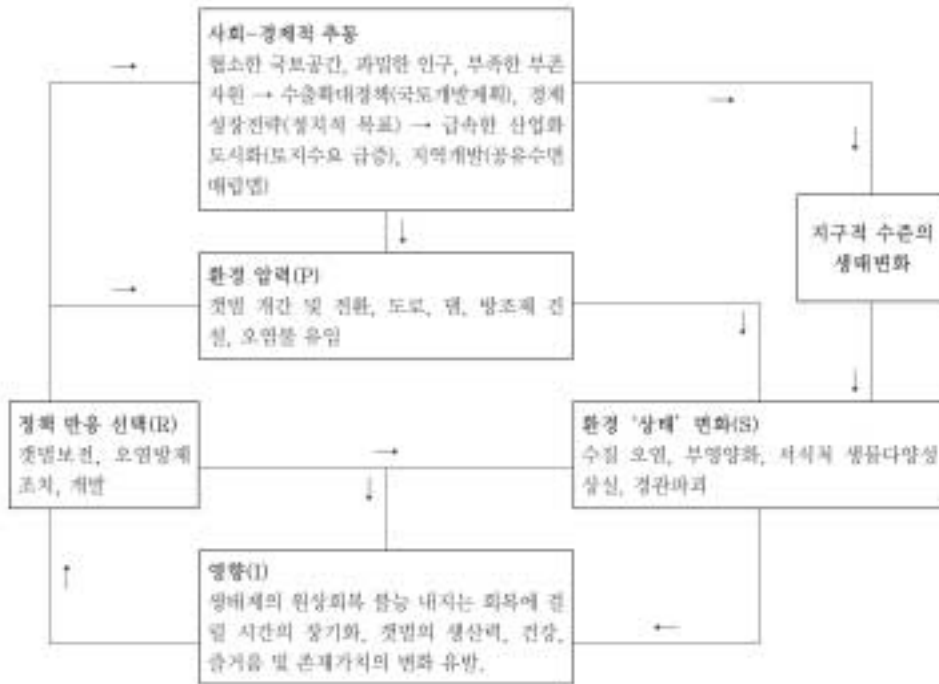 사회-경제적 추동
협소한 국토공간, 과밀한 인구, 부족한 부존
자원 → 수출확대정책(국토개발계획), 경제
성장전략(정치적 목표) → 급속한 산업화
도시화(토지수요 급증), 지역개발(공유수면
매립법)
지구적 수준의
생태변화
환경 압력(P)
갯벌 개간 및 전환, 도로, 댐, 방조제 건
설, 오염물 유입
정책 반응 선택(R)
갯벌보전, 오염방제
조치, 개발
환경 '상태' 변화(S)
수질 오염, 부영양화, 서식처 생물다양성
상실, 경관파괴
영향(I)
생태계의 원상회복 불능 내지는 회복에 걸
릴 시간의 장기화, 갯벌의 생산력, 건강,
즐거움 및 존재가치의 변화 유발.